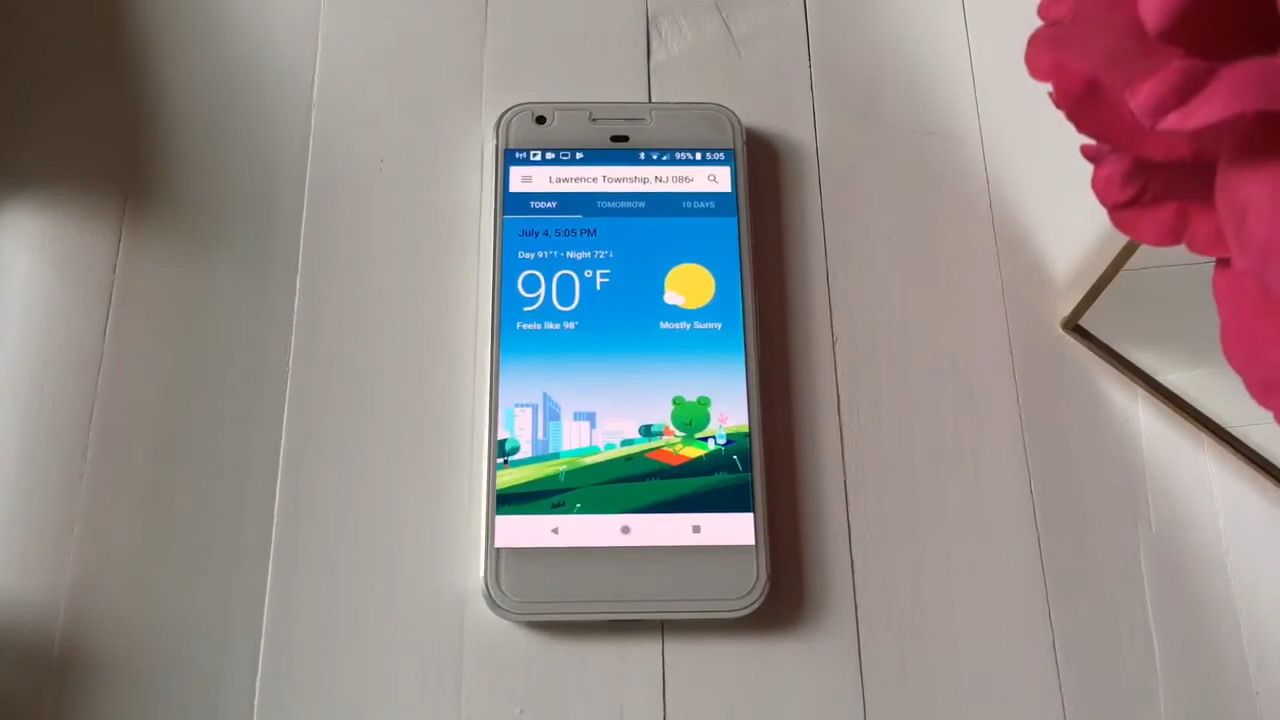 95% 5:05
Lawrence Township, NJ 0864
TODAY TOMORROW 10 DAYS
July 4, 5:05 PM
Day 91°↑ • Night 72°↓
90°F
Feels like 98°
Mostly Sunny